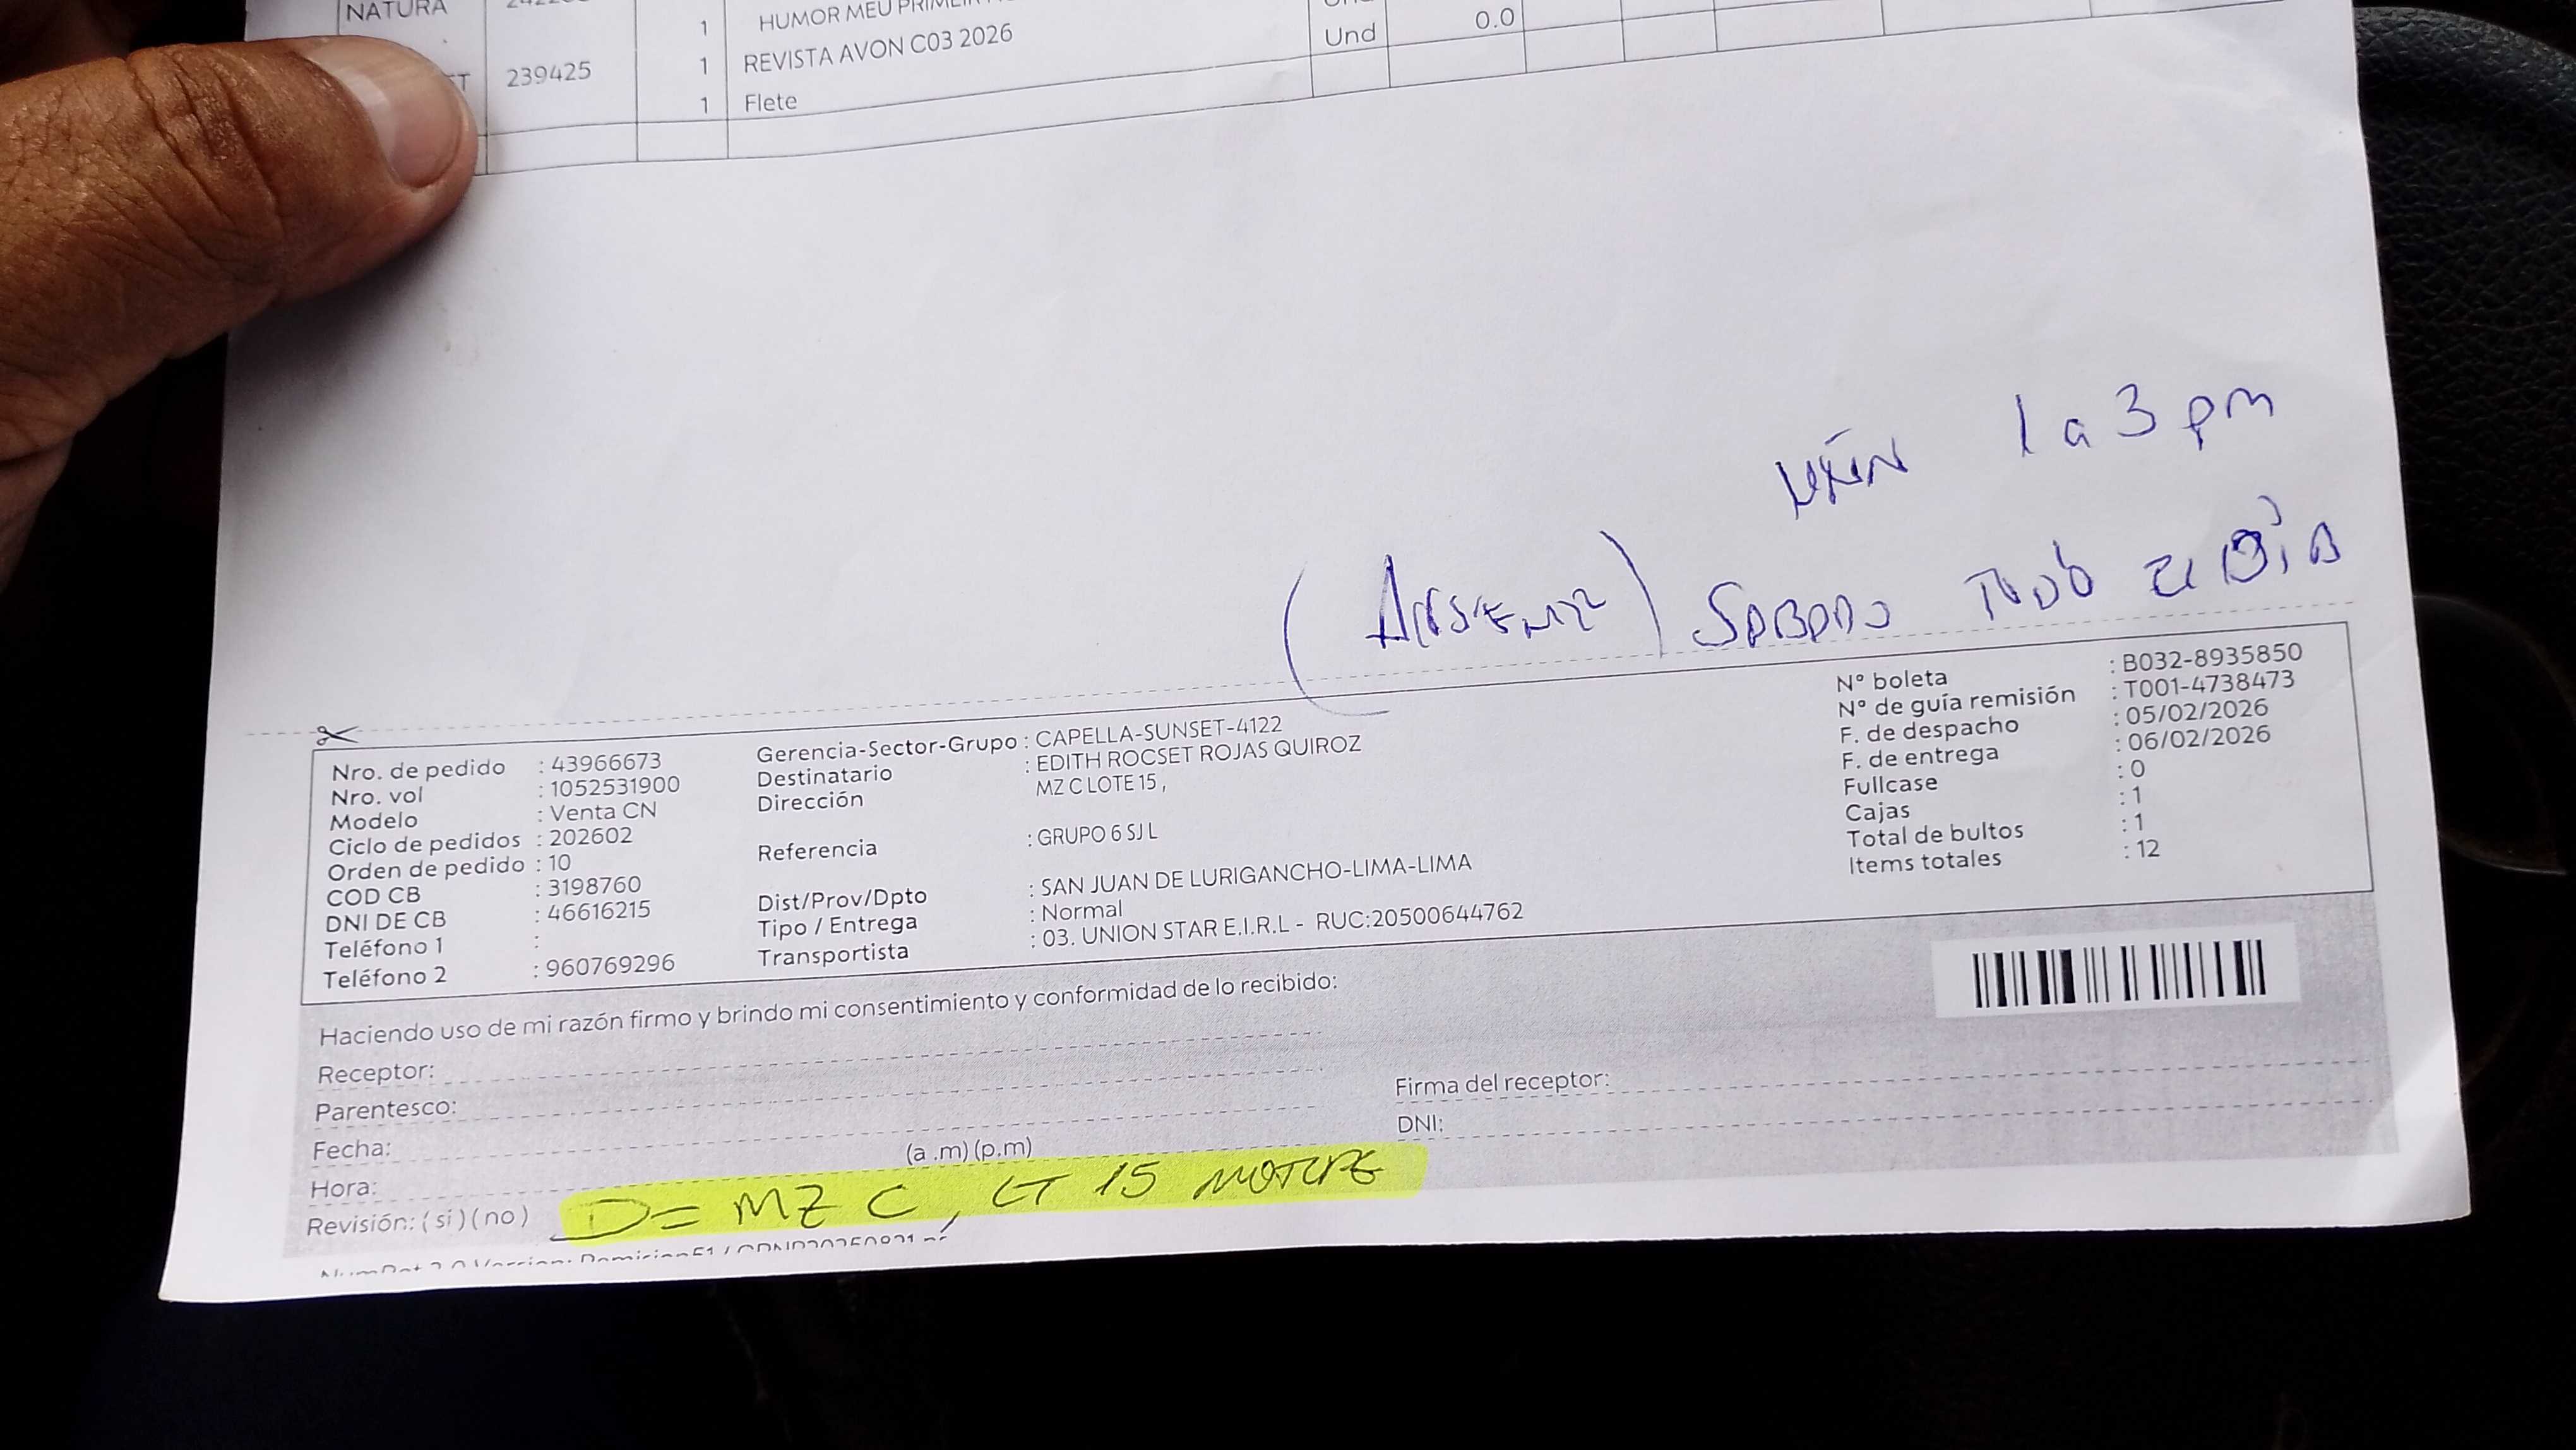 NATURA
1 HUMOR MEU
1 REVISTA AVON C03 2026 Und 0.0
239425 1 Flete
1 a 3 pm
(AUSENTE) SABADO TODO EL DíA
Nro. de pedido : 43966673
Nro. vol : 1052531900
Modelo : Venta CN
Ciclo de pedidos : 202602
Orden de pedido : 10
COD CB : 3198760
DNI DE CB : 46616215
Teléfono 1 :
Teléfono 2 : 960769296
Gerencia-Sector-Grupo : CAPELLA-SUNSET-4122
Destinatario : EDITH ROCSET ROJAS QUIROZ
Dirección MZ C LOTE 15 ,
Referencia : GRUPO 6 SJ L
Dist/Prov/Dpto : SAN JUAN DE LURIGANCHO-LIMA-LIMA
Tipo / Entrega : Normal
Transportista : 03. UNION STAR E.I.R.L - RUC:20500644762
N° boleta : B032-8935850
N° de guía remisión : T001-4738473
F. de despacho : 05/02/2026
F. de entrega : 06/02/2026
Fullcase : 0
Cajas : 1
Total de bultos : 1
Items totales : 12
Haciendo uso de mi razón firmo y brindo mi consentimiento y conformidad de lo recibido:
Receptor:
Parentesco:
Fecha:
(a .m) (p.m)
Hora:
Revisión: ( si ) ( no )
Firma del receptor:
DNI:
D= MZ C, LT 15 MOTUPE